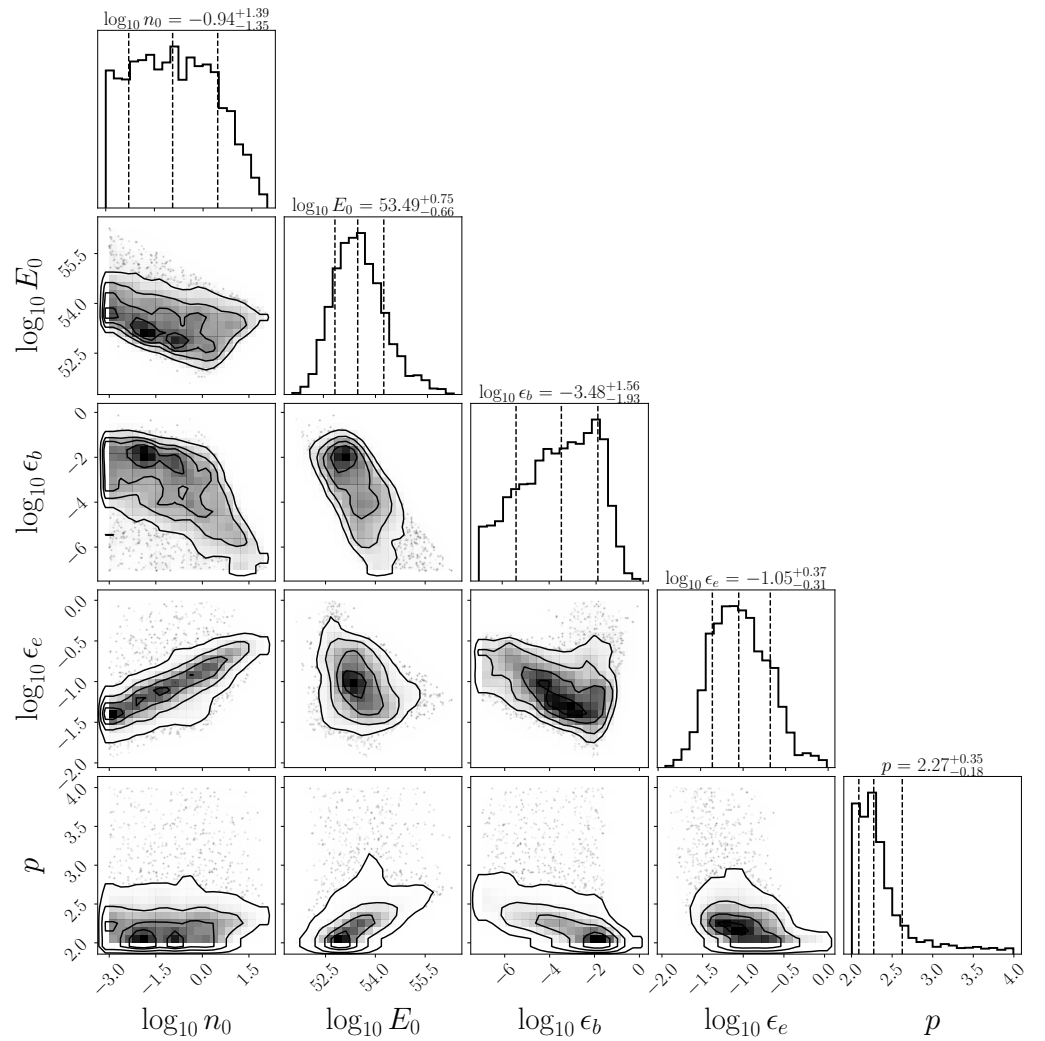 log₁₀ n₀ = −0.94^{+1.39}_{−1.35}
log₁₀ E₀ = 53.49^{+0.75}_{−0.66}
55.5
54.0
52.5
log₁₀ E₀
log₁₀ ϵ_b = −3.48^{+1.56}_{−1.93}
0
−2
−4
−6
log₁₀ ϵ_b
log₁₀ ϵₑ = −1.05^{+0.37}_{−0.31}
0.0
−0.5
−1.0
−1.5
−2.0
log₁₀ ϵₑ
p = 2.27^{+0.35}_{−0.18}
4.0
3.5
3.0
2.5
2.0
p
−3.0 −1.5 0.0 1.5
52.5 54.0 55.5
−6 −4 −2 0
−2.0 −1.5 −1.0 −0.5 0.0
2.0 2.5 3.0 3.5 4.0
log₁₀ n₀
log₁₀ E₀
log₁₀ ϵ_b
log₁₀ ϵₑ
p